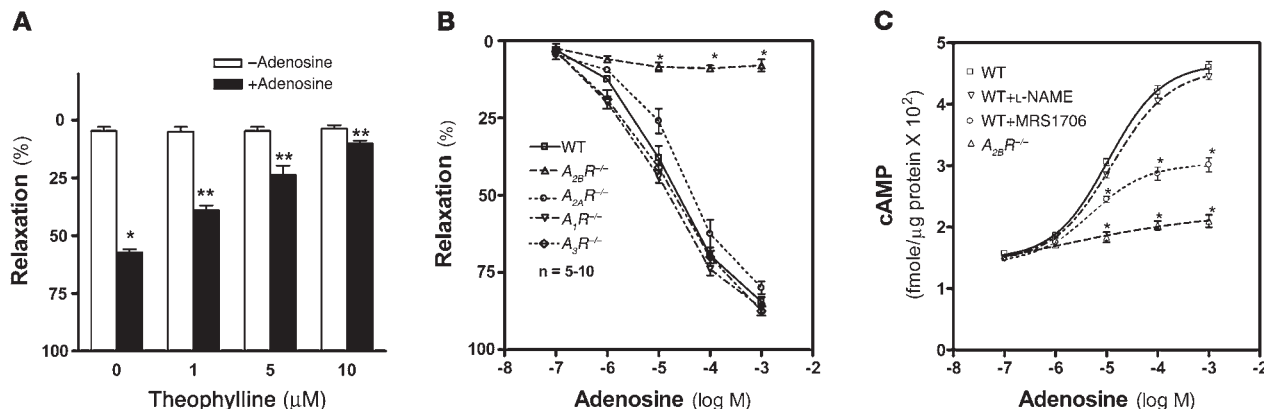 A
−Adenosine
+Adenosine
0
25
50
75
100
Relaxation (%)
*
**
**
**
0 1 5 10
Theophylline (μM)
B
0
25
50
75
100
Relaxation (%)
* * *
WT
A2BR−/−
A2AR−/−
A1R−/−
A3R−/−
n = 5-10
-8 -7 -6 -5 -4 -3 -2
Adenosine (log M)
C
5
4
3
2
1
0
cAMP
(fmole/μg protein X 10²)
WT
WT+L-NAME
WT+MRS1706
A2BR−/−
* * *
* * *
-8 -7 -6 -5 -4 -3 -2
Adenosine (log M)